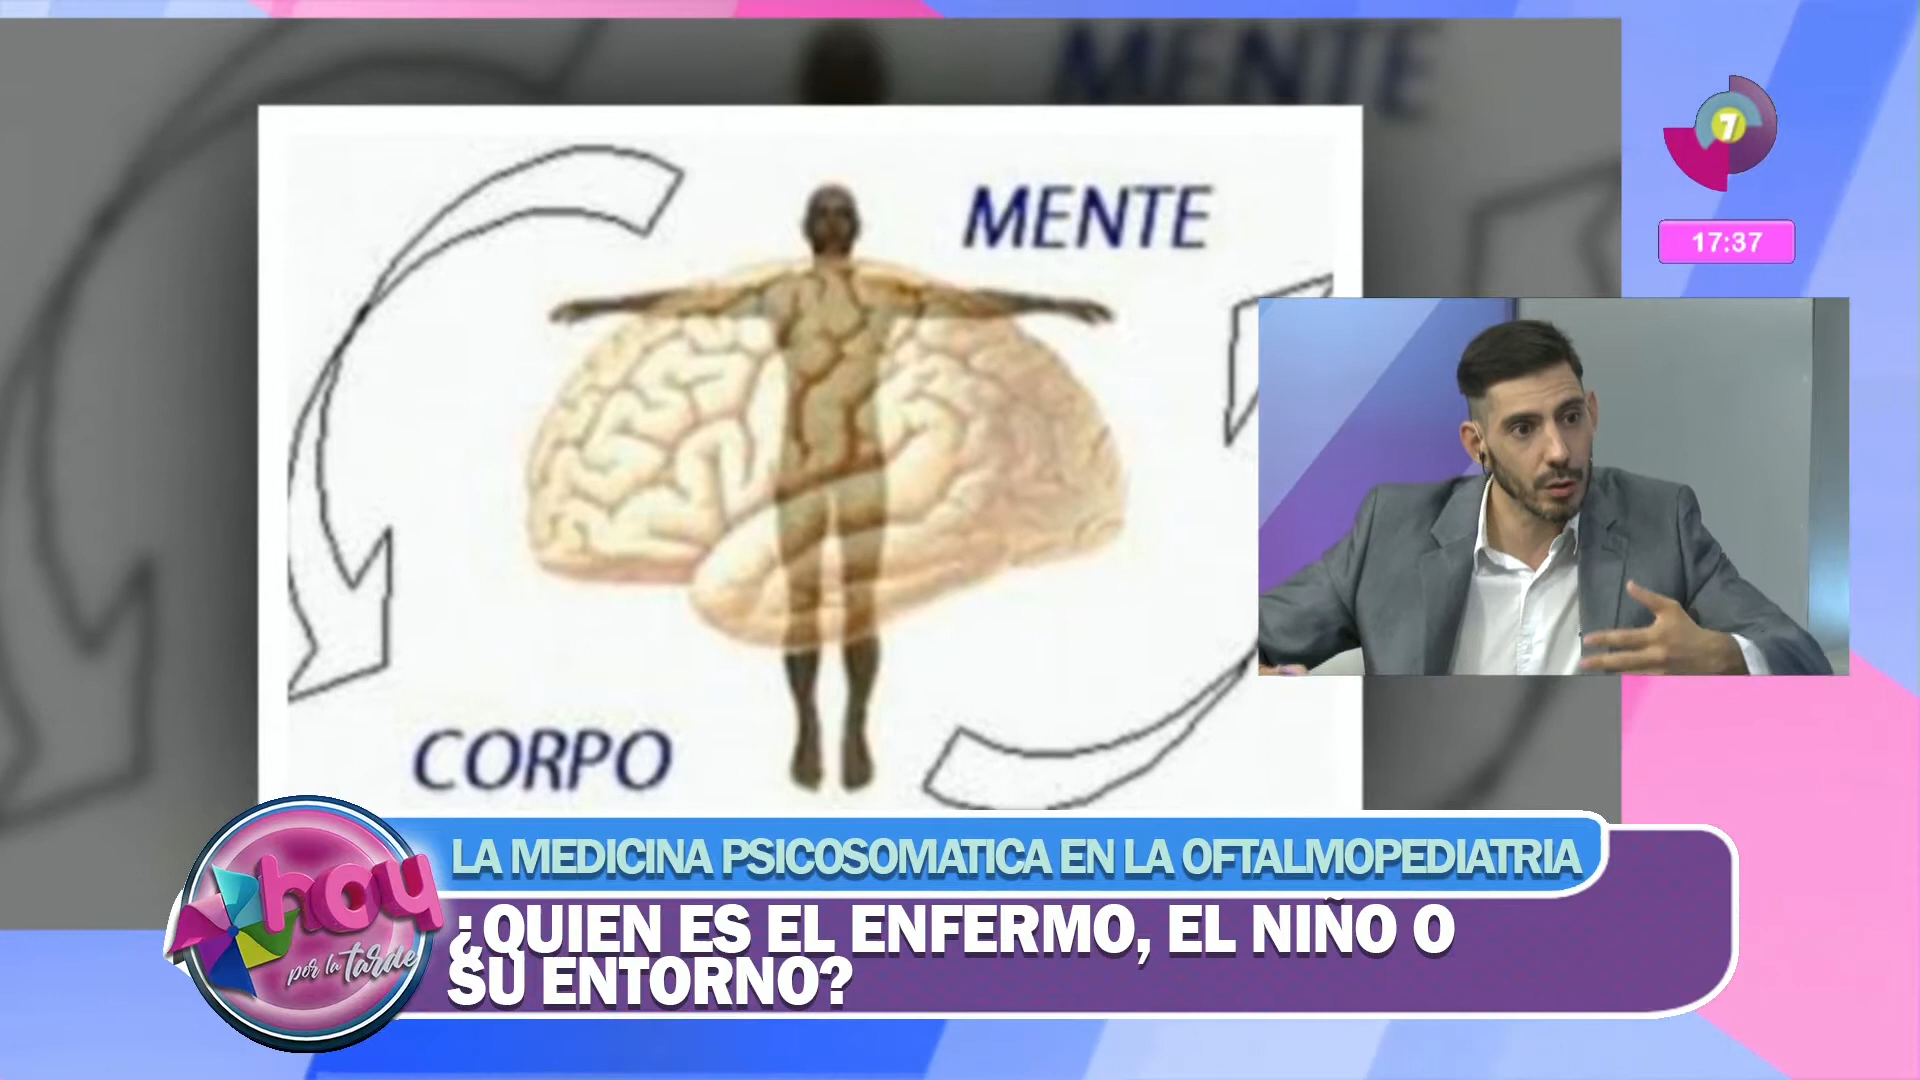 MENTE
7
17:37
MENTE
CORPO
LA MEDICINA PSICOSOMATICA EN LA OFTALMOPEDIATRIA
hoy
por la tarde
¿QUIEN ES EL ENFERMO, EL NIÑO O
SU ENTORNO?